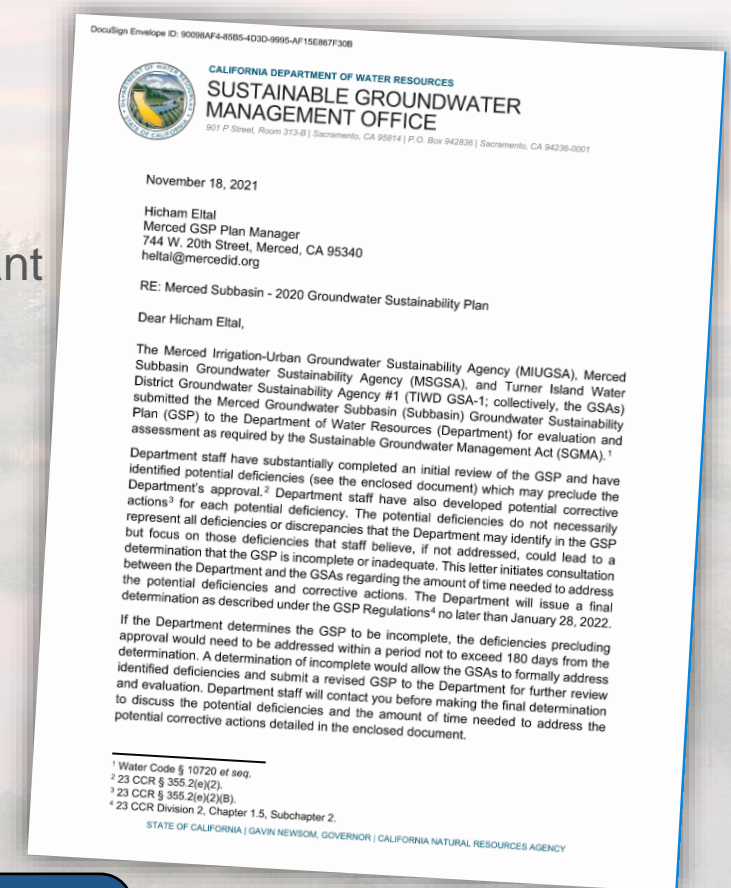 DocuSign Envelope ID: 90098AF4-85B5-4D3D-9995-AF15E867F30B
DEPARTMENT OF WATER RESOURCES
STATE OF CALIFORNIA
CALIFORNIA DEPARTMENT OF WATER RESOURCES
SUSTAINABLE GROUNDWATER
MANAGEMENT OFFICE
901 P Street, Room 313-B | Sacramento, CA 95814 | P.O. Box 942836 | Sacramento, CA 94236-0001
November 18, 2021
Hicham Eltal
Merced GSP Plan Manager
744 W. 20th Street, Merced, CA 95340
heltal@mercedid.org
RE: Merced Subbasin - 2020 Groundwater Sustainability Plan
Dear Hicham Eltal,
The Merced Irrigation-Urban Groundwater Sustainability Agency (MIUGSA), Merced
Subbasin Groundwater Sustainability Agency (MSGSA), and Turner Island Water
District Groundwater Sustainability Agency #1 (TIWD GSA-1; collectively, the GSAs)
submitted the Merced Groundwater Subbasin (Subbasin) Groundwater Sustainability
Plan (GSP) to the Department of Water Resources (Department) for evaluation and
assessment as required by the Sustainable Groundwater Management Act (SGMA).¹
Department staff have substantially completed an initial review of the GSP and have
identified potential deficiencies (see the enclosed document) which may preclude the
Department's approval.² Department staff have also developed potential corrective
actions³ for each potential deficiency. The potential deficiencies do not necessarily
represent all deficiencies or discrepancies that the Department may identify in the GSP
but focus on those deficiencies that staff believe, if not addressed, could lead to a
determination that the GSP is incomplete or inadequate. This letter initiates consultation
between the Department and the GSAs regarding the amount of time needed to address
the potential deficiencies and corrective actions. The Department will issue a final
determination as described under the GSP Regulations⁴ no later than January 28, 2022.
If the Department determines the GSP to be incomplete, the deficiencies precluding
approval would need to be addressed within a period not to exceed 180 days from the
determination. A determination of incomplete would allow the GSAs to formally address
identified deficiencies and submit a revised GSP to the Department for further review
and evaluation. Department staff will contact you before making the final determination
to discuss the potential deficiencies and the amount of time needed to address the
potential corrective actions detailed in the enclosed document.
¹ Water Code § 10720 et seq.
² 23 CCR § 355.2(e)(2).
³ 23 CCR § 355.2(e)(2)(B).
⁴ 23 CCR Division 2, Chapter 1.5, Subchapter 2.
STATE OF CALIFORNIA | GAVIN NEWSOM, GOVERNOR | CALIFORNIA NATURAL RESOURCES AGENCY